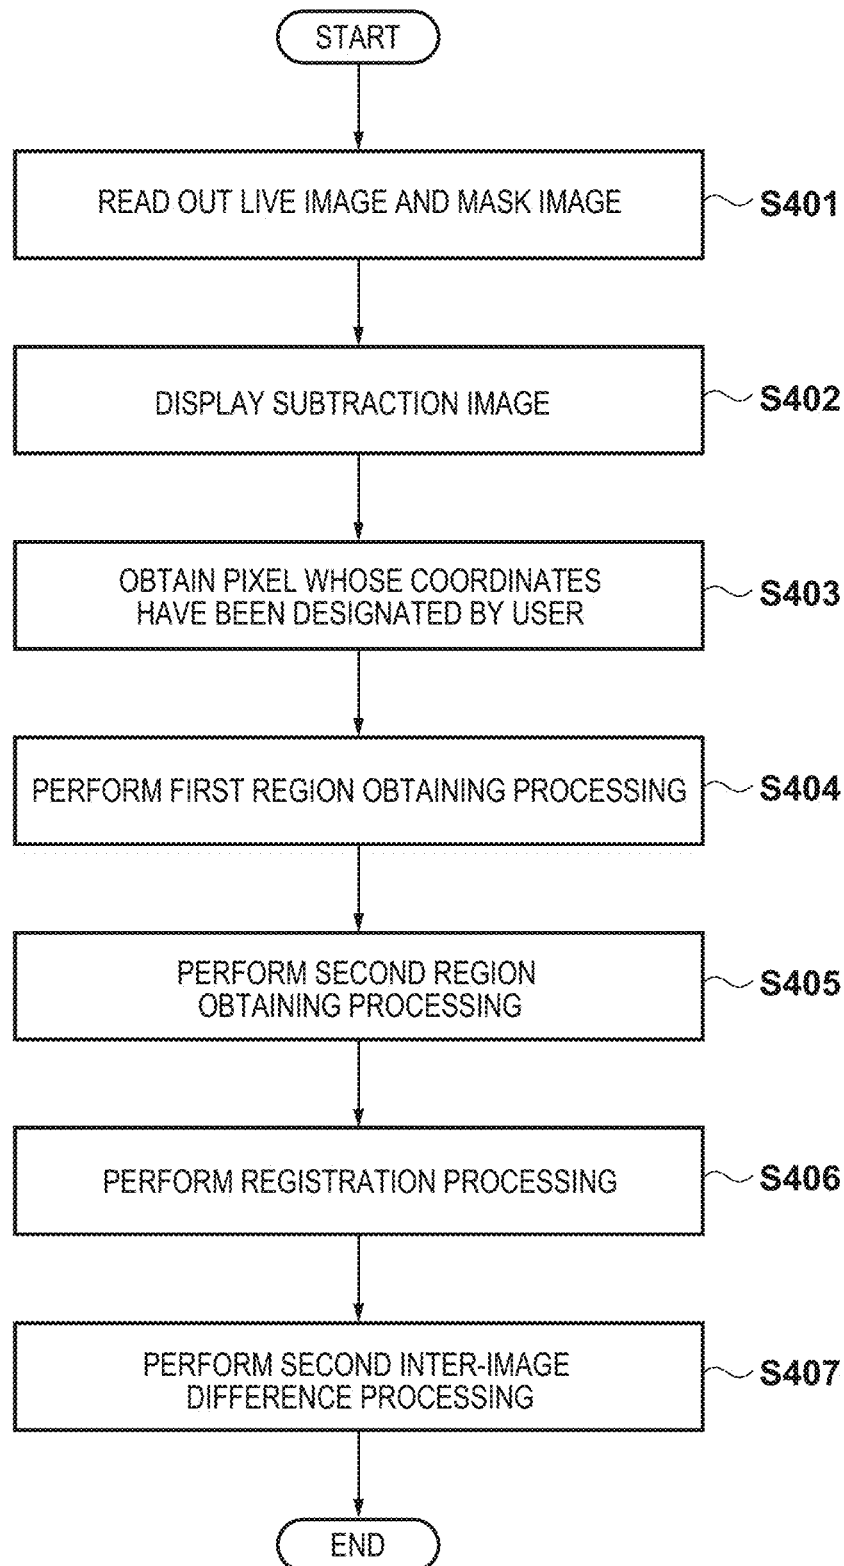 START
READ OUT LIVE IMAGE AND MASK IMAGE
S401
DISPLAY SUBTRACTION IMAGE
S402
OBTAIN PIXEL WHOSE COORDINATES
HAVE BEEN DESIGNATED BY USER
S403
PERFORM FIRST REGION OBTAINING PROCESSING
S404
PERFORM SECOND REGION
OBTAINING PROCESSING
S405
PERFORM REGISTRATION PROCESSING
S406
PERFORM SECOND INTER-IMAGE
DIFFERENCE PROCESSING
S407
END